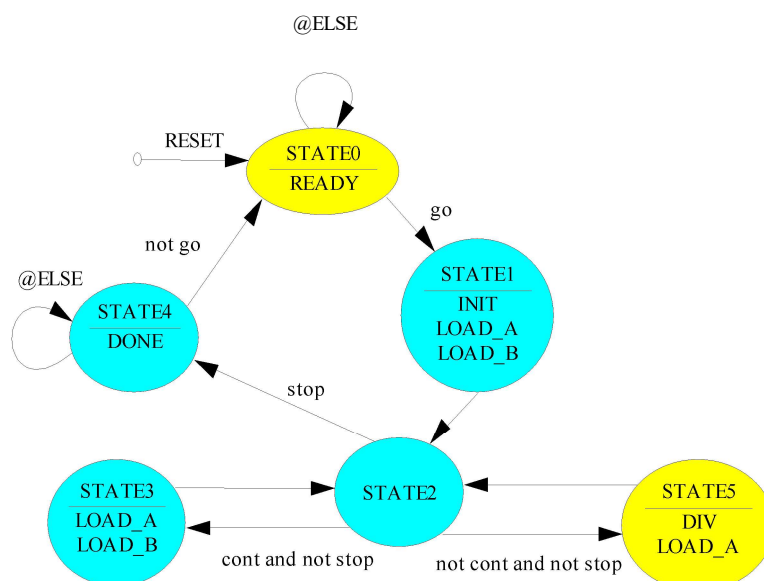 @ELSE
RESET
STATE0
READY
go
not go
@ELSE
STATE1
INIT
LOAD_A
LOAD_B
STATE4
DONE
stop
STATE3
LOAD_A
LOAD_B
STATE2
STATE5
DIV
LOAD_A
cont and not stop
not cont and not stop